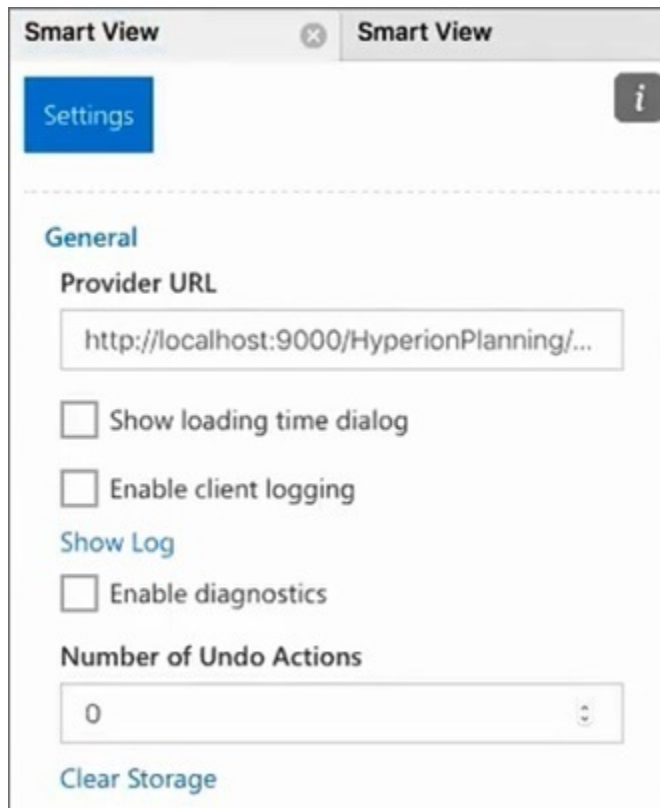 Smart View Smart View
Settings
i
General
Provider URL
http://localhost:9000/HyperionPlanning/...
Show loading time dialog
Enable client logging
Show Log
Enable diagnostics
Number of Undo Actions
0
Clear Storage